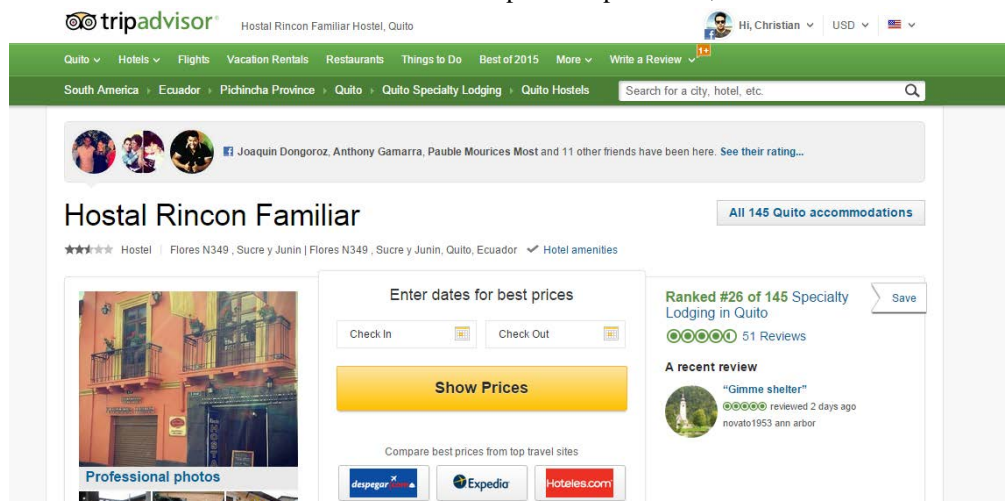 tripadvisor
Hostal Rincon Familiar Hostel, Quito
Hi, Christian
USD
Quito Hotels Flights Vacation Rentals Restaurants Things to Do Best of 2015 More Write a Review 1+
South America Ecuador Pichincha Province Quito Quito Specialty Lodging Quito Hostels
Search for a city, hotel, etc.
Joaquin Dongoroz, Anthony Gamarra, Pauble Mourices Most and 11 other friends have been here. See their rating...
Hostal Rincon Familiar
All 145 Quito accommodations
Hostel | Flores N349 , Sucre y Junin | Flores N349 , Sucre y Junin, Quito, Ecuador Hotel amenities
Professional photos
Enter dates for best prices
Check In Check Out
Show Prices
Compare best prices from top travel sites
despegar.com Expedia Hoteles.com
Ranked #26 of 145 Specialty
Lodging in Quito
Save
51 Reviews
A recent review
“Gimme shelter”
reviewed 2 days ago
novato1953 ann arbor